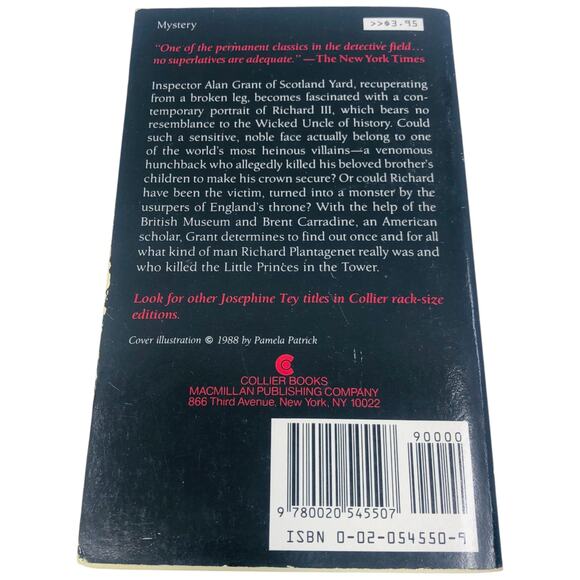 Mystery
>>$3.95
"One of the permanent classics in the detective field...
no superlatives are adequate." —The New York Times
Inspector Alan Grant of Scotland Yard, recuperating
from a broken leg, becomes fascinated with a con-
temporary portrait of Richard III, which bears no
resemblance to the Wicked Uncle of history. Could
such a sensitive, noble face actually belong to one
of the world's most heinous villains—a venomous
hunchback who allegedly killed his beloved brother's
children to make his crown secure? Or could Richard
have been the victim, turned into a monster by the
usurpers of England's throne? With the help of the
British Museum and Brent Carradine, an American
scholar, Grant determines to find out once and for all
what kind of man Richard Plantagenet really was and
who killed the Little Princes in the Tower.
Look for other Josephine Tey titles in Collier rack-size
editions.
Cover illustration © 1988 by Pamela Patrick
COLLIER BOOKS
MACMILLAN PUBLISHING COMPANY
866 Third Avenue, New York, NY 10022
90000
9 780020 545507
ISBN 0-02-054550-9